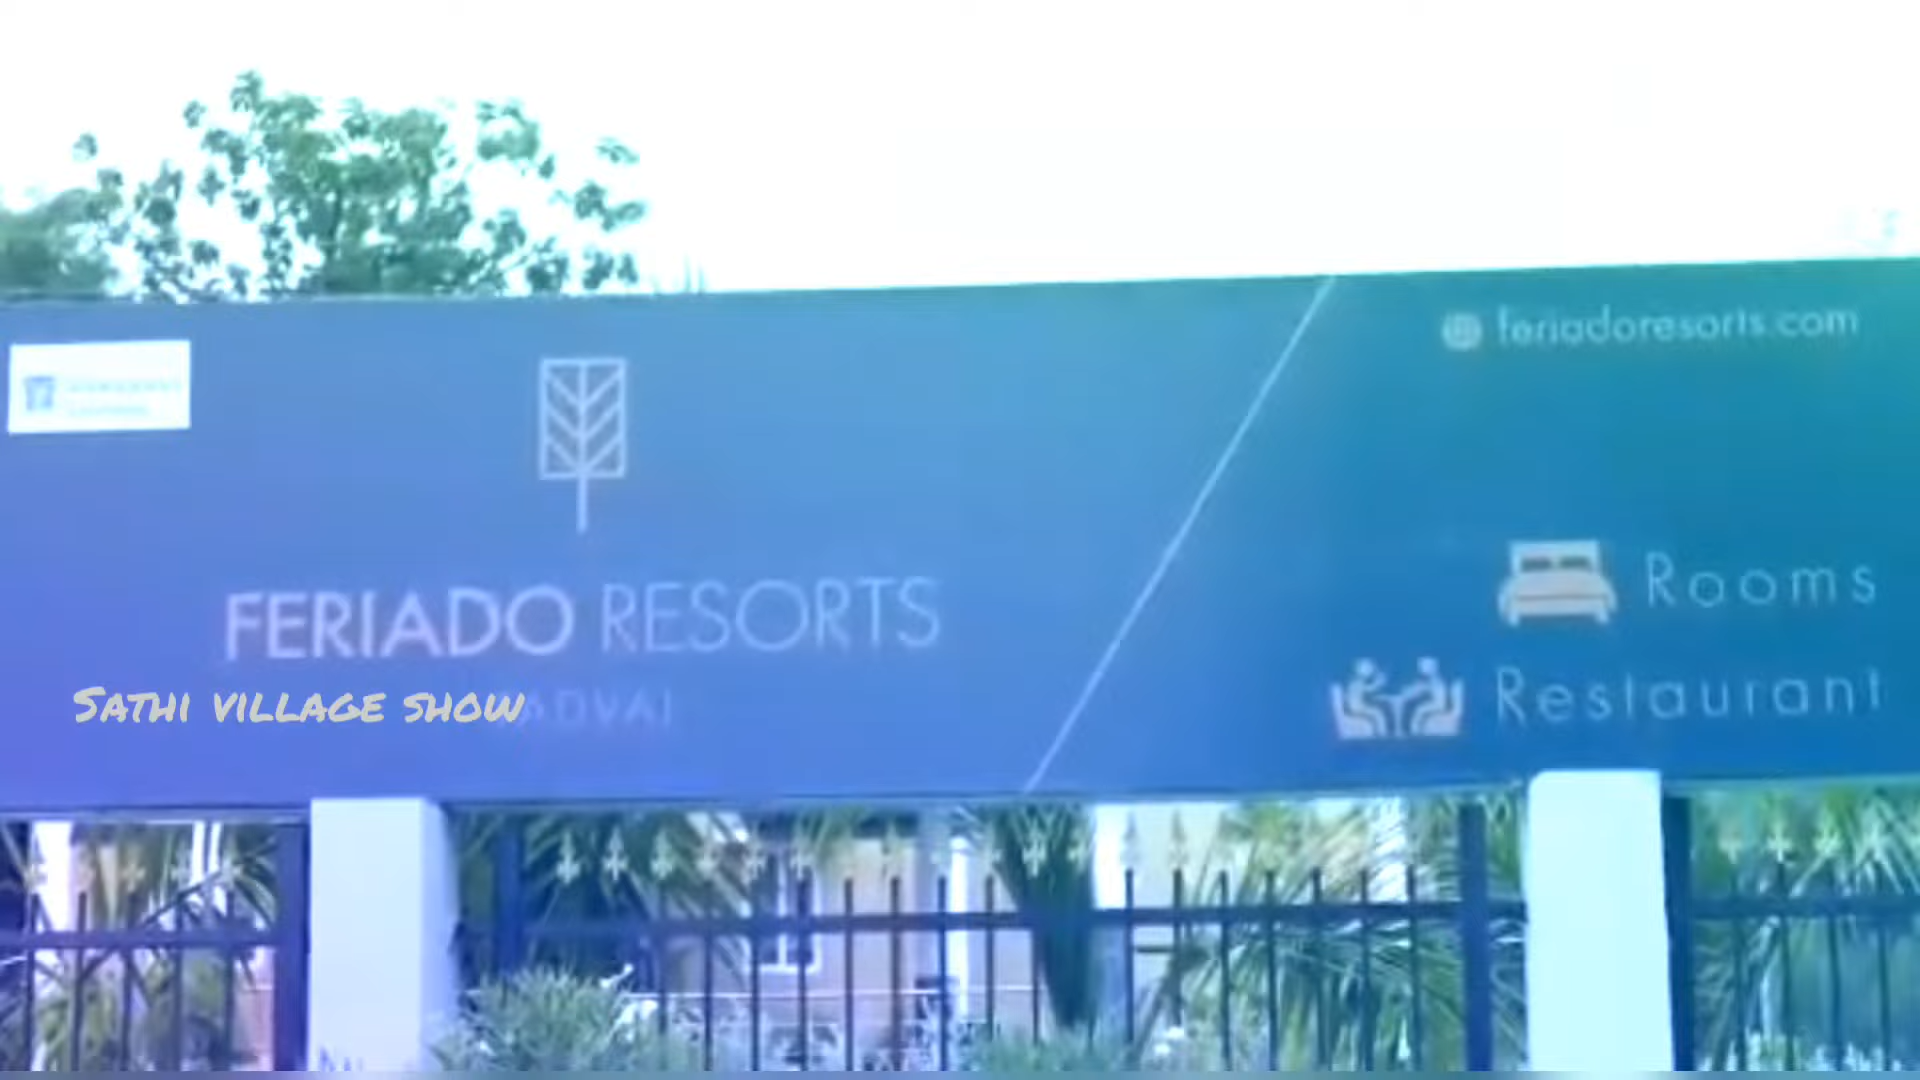 feriadoresorts.com
FERIADO RESORTS
Sathi village show
Rooms
Restaurant